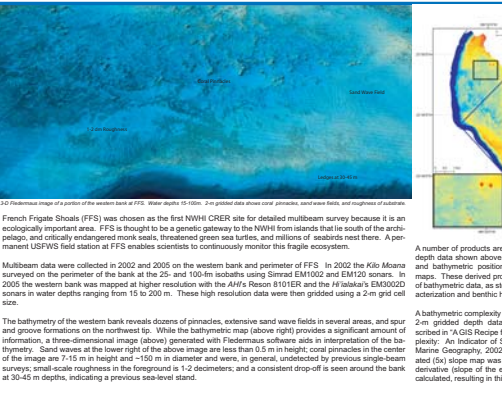 Coral Pinnacles
Sand Wave Field
1-2 dm Roughness
Ledges at 30-45 m
3-D Fledermaus image of a portion of the western bank at FFS. Water depths 15-100m. 2-m gridded data shows coral pinnacles, sand wave fields, and roughness of substrate.
French Frigate Shoals (FFS) was chosen as the first NWHI CRER site for detailed multibeam survey because it is an
ecologically important area. FFS is thought to be a genetic gateway to the NWHI from islands that lie south of the archi-
pelago, and critically endangered monk seals, threatened green sea turtles, and millions of seabirds nest there. A per-
manent USFWS field station at FFS enables scientists to continuously monitor this fragile ecosystem.
Multibeam data were collected in 2002 and 2005 on the western bank and perimeter of FFS In 2002 the Kilo Moana
surveyed on the perimeter of the bank at the 25- and 100-fm isobaths using Simrad EM1002 and EM120 sonars. In
2005 the western bank was mapped at higher resolution with the AHI's Reson 8101ER and the Hi'ialakai's EM3002D
sonars in water depths ranging from 15 to 200 m. These high resolution data were then gridded using a 2-m grid cell
size.
The bathymetry of the western bank reveals dozens of pinnacles, extensive sand wave fields in several areas, and spur
and groove formations on the northwest tip. While the bathymetric map (above right) provides a significant amount of
information, a three-dimensional image (above) generated with Fledermaus software aids in interpretation of the ba-
thymetry. Sand waves at the lower right of the above image are less than 0.5 m in height; coral pinnacles in the center
of the image are 7-15 m in height and ~150 m in diameter and were, in general, undetected by previous single-beam
surveys; small-scale roughness in the foreground is 1-2 decimeters; and a consistent drop-off is seen around the bank
at 30-45 m depths, indicating a previous sea-level stand.
A number of products are
depth data shown above
and bathymetric position
maps. These derived pro
of bathymetric data, as st
acterization and benthic h
A bathymetric complexity
2-m gridded depth data
scribed in "A GIS Recipe f
plexity: An Indicator of S
Marine Geography, 2002
ated (5x) slope map was
derivative (slope of the s
calculated, resulting in thi